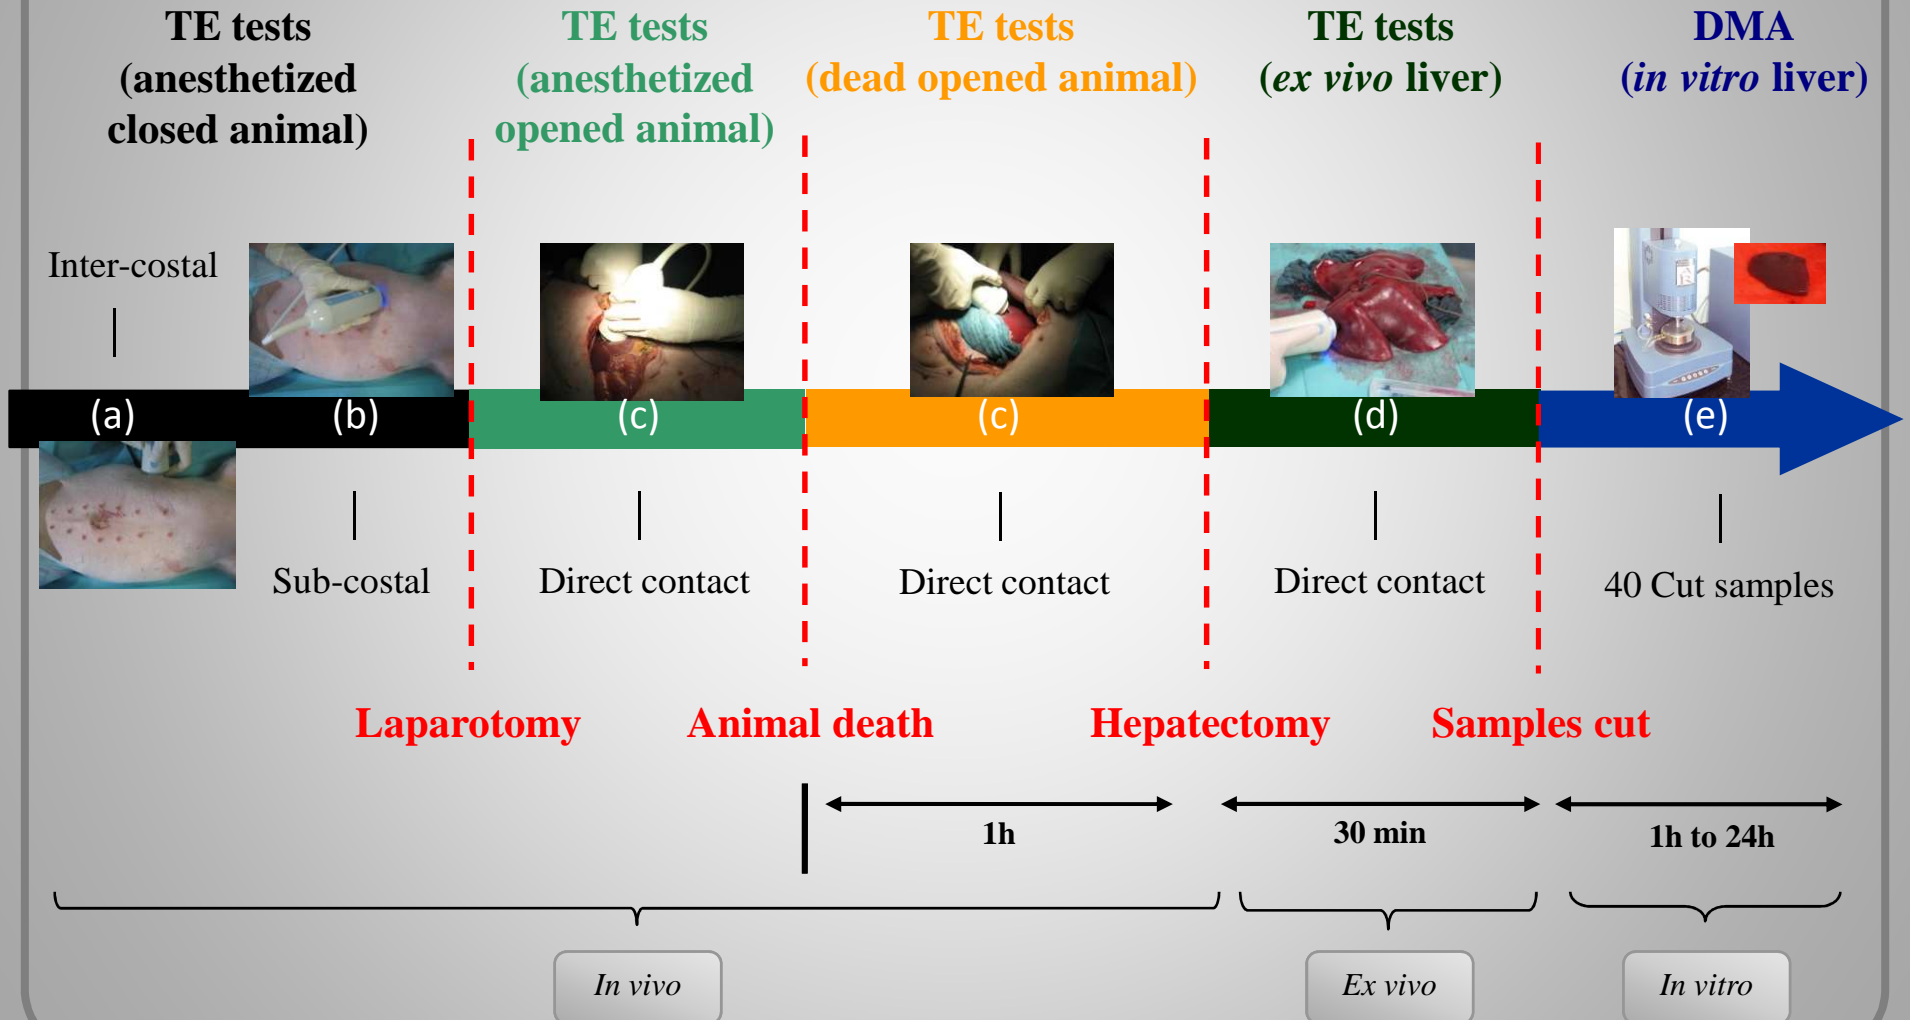 TE tests
(anesthetized
closed animal)
TE tests
(anesthetized
opened animal)
TE tests
(dead opened animal)
TE tests
(ex vivo liver)
DMA
(in vitro liver)
Inter-costal
(a)
(b)
(c)
(c)
(d)
(e)
Sub-costal
Direct contact
Direct contact
Direct contact
40 Cut samples
Laparotomy
Animal death
Hepatectomy
Samples cut
1h
30 min
1h to 24h
In vivo
Ex vivo
In vitro